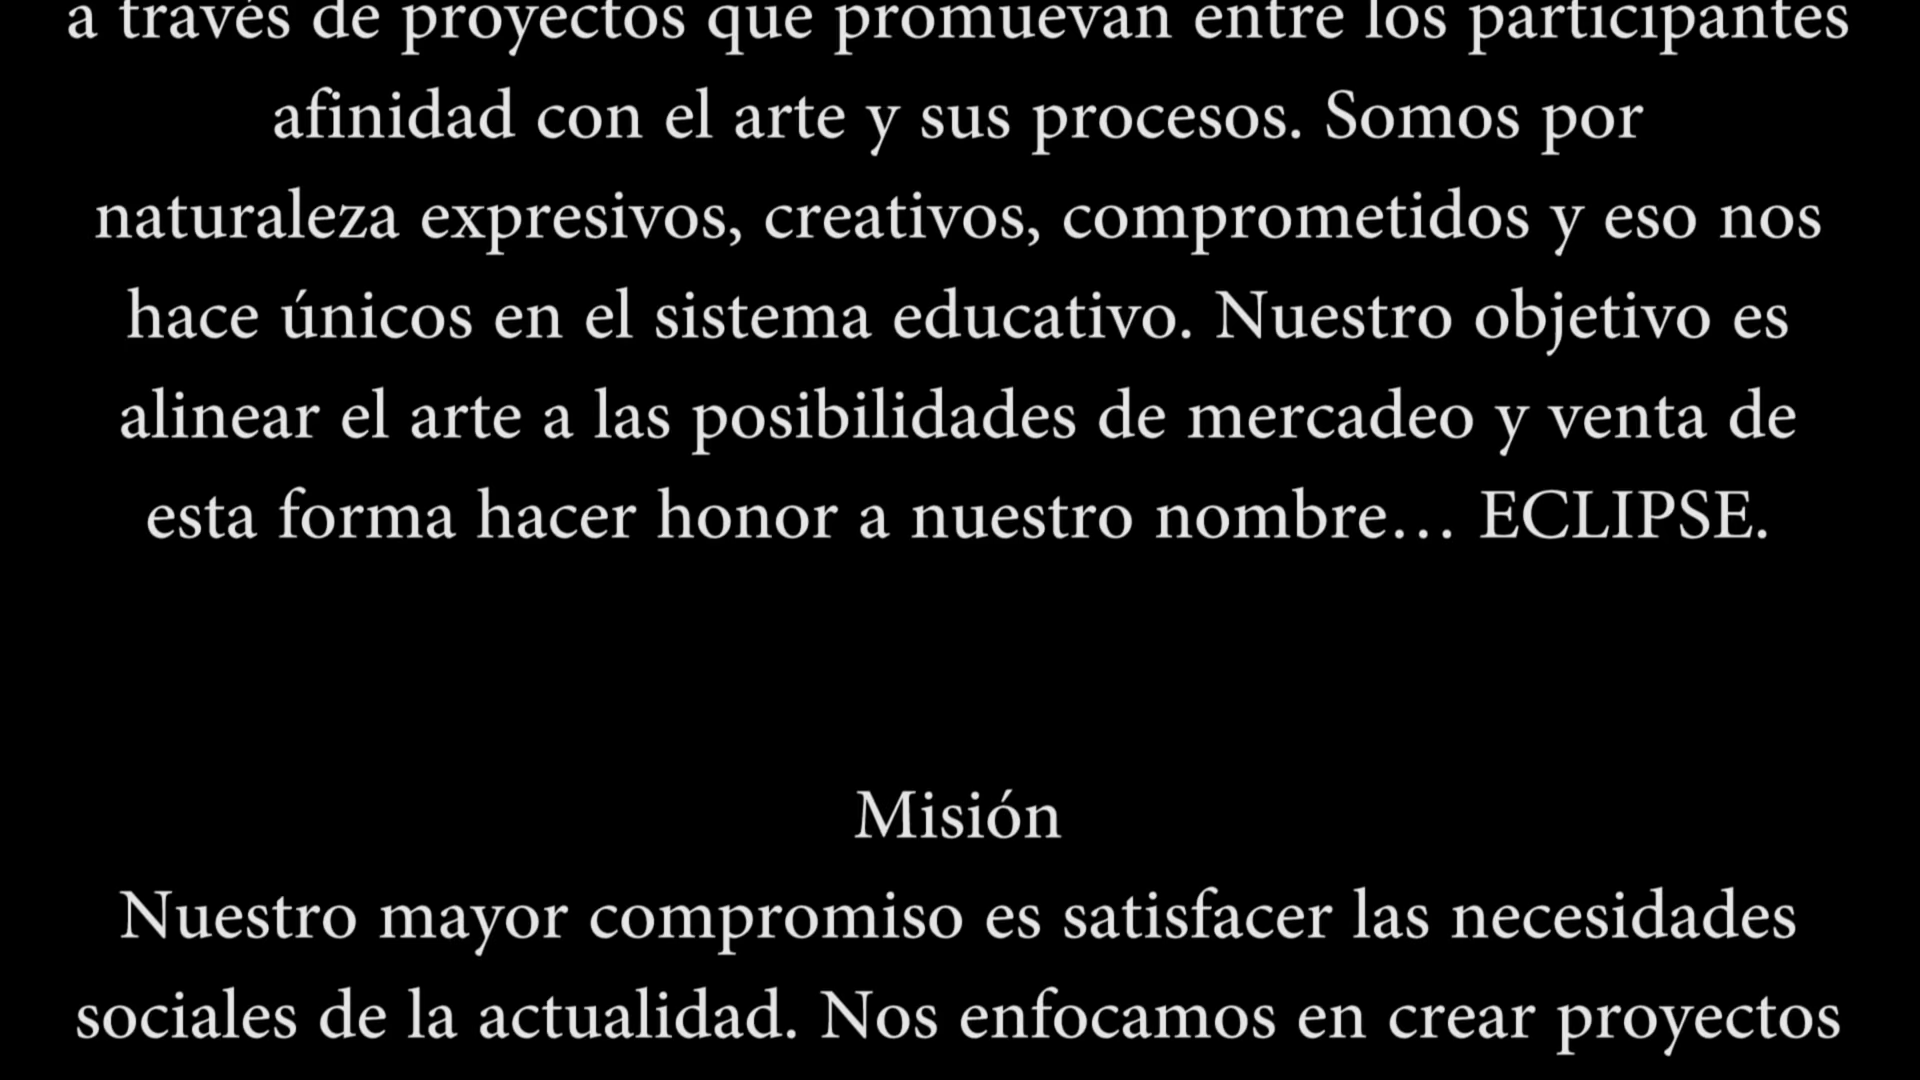 a través de proyectos que promuevan entre los participantes
afinidad con el arte y sus procesos. Somos por
naturaleza expresivos, creativos, comprometidos y eso nos
hace únicos en el sistema educativo. Nuestro objetivo es
alinear el arte a las posibilidades de mercadeo y venta de
esta forma hacer honor a nuestro nombre… ECLIPSE.
Misión
Nuestro mayor compromiso es satisfacer las necesidades
sociales de la actualidad. Nos enfocamos en crear proyectos